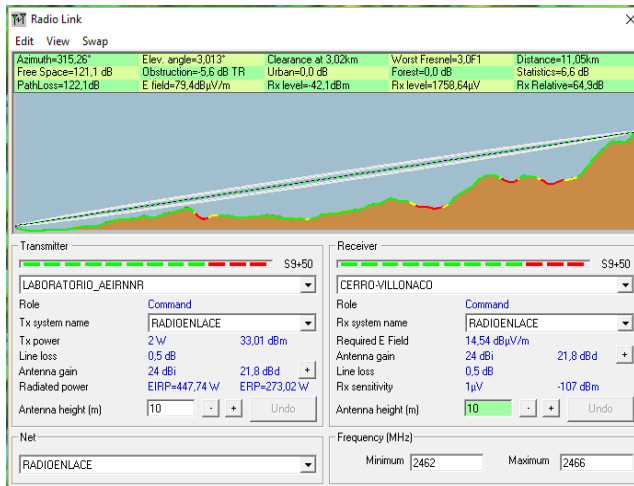 Radio Link
Edit View Swap
Azimuth=315,26° Elev. angle=3,013° Clearance at 3,02km Worst Fresnel=3,0F1 Distance=11,05km
Free Space=121,1 dB Obstruction=-5,6 dB TR Urban=0,0 dB Forest=0,0 dB Statistics=6,6 dB
PathLoss=122,1dB E field=79,4dBµV/m Rx level=-42,1dBm Rx level=1758,64µV Rx Relative=64,9dB
Transmitter
S9+50
LABORATORIO_AEIRNNR
Role Command
Tx system name RADIOENLACE
Tx power 2 W 33,01 dBm
Line loss 0,5 dB
Antenna gain 24 dBi 21,8 dBd +
Radiated power EIRP=447,74 W ERP=273,02 W
Antenna height (m) 10 - + Undo
Receiver
S9+50
CERRO-VILLONACO
Role Command
Rx system name RADIOENLACE
Required E Field 14,54 dBµV/m
Antenna gain 24 dBi 21,8 dBd +
Line loss 0,5 dB
Rx sensitivity 1µV -107 dBm
Antenna height (m) 10 - + Undo
Net
RADIOENLACE
Frequency (MHz)
Minimum 2462 Maximum 2466